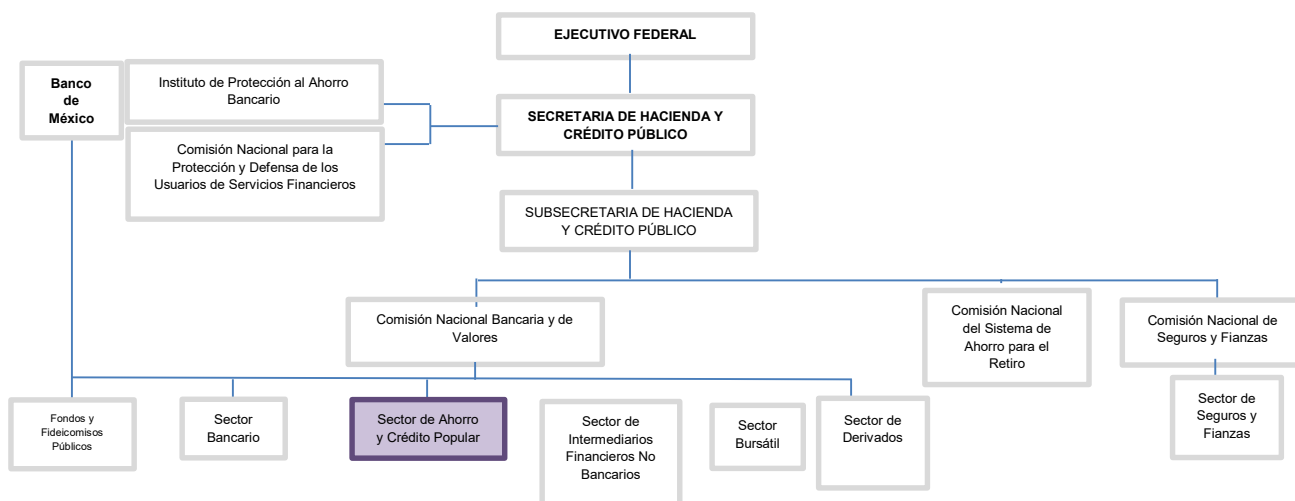 EJECUTIVO FEDERAL
Banco
de
México
Instituto de Protección al Ahorro
Bancario
SECRETARIA DE HACIENDA Y
CRÉDITO PÚBLICO
Comisión Nacional para la
Protección y Defensa de los
Usuarios de Servicios Financieros
SUBSECRETARIA DE HACIENDA
Y CRÉDITO PÚBLICO
Comisión Nacional Bancaria y de
Valores
Comisión Nacional
del Sistema de
Ahorro para el
Retiro
Comisión Nacional de
Seguros y Fianzas
Fondos y
Fideicomisos
Públicos
Sector
Bancario
Sector de Ahorro
y Crédito Popular
Sector de
Intermediarios
Financieros No
Bancarios
Sector
Bursátil
Sector de
Derivados
Sector de
Seguros y
Fianzas